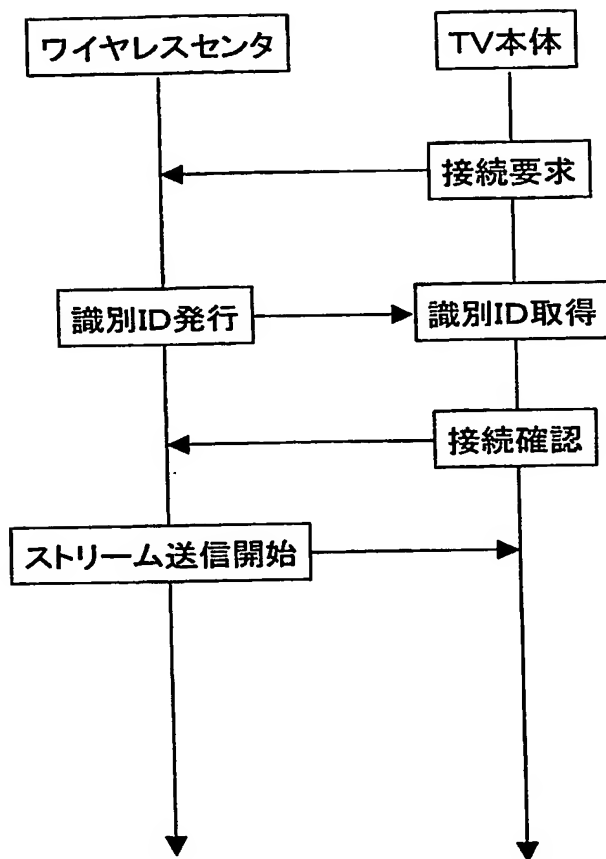 ワイヤレスセンタ
TV本体
接続要求
識別ID発行
識別ID取得
接続確認
ストリーム送信開始